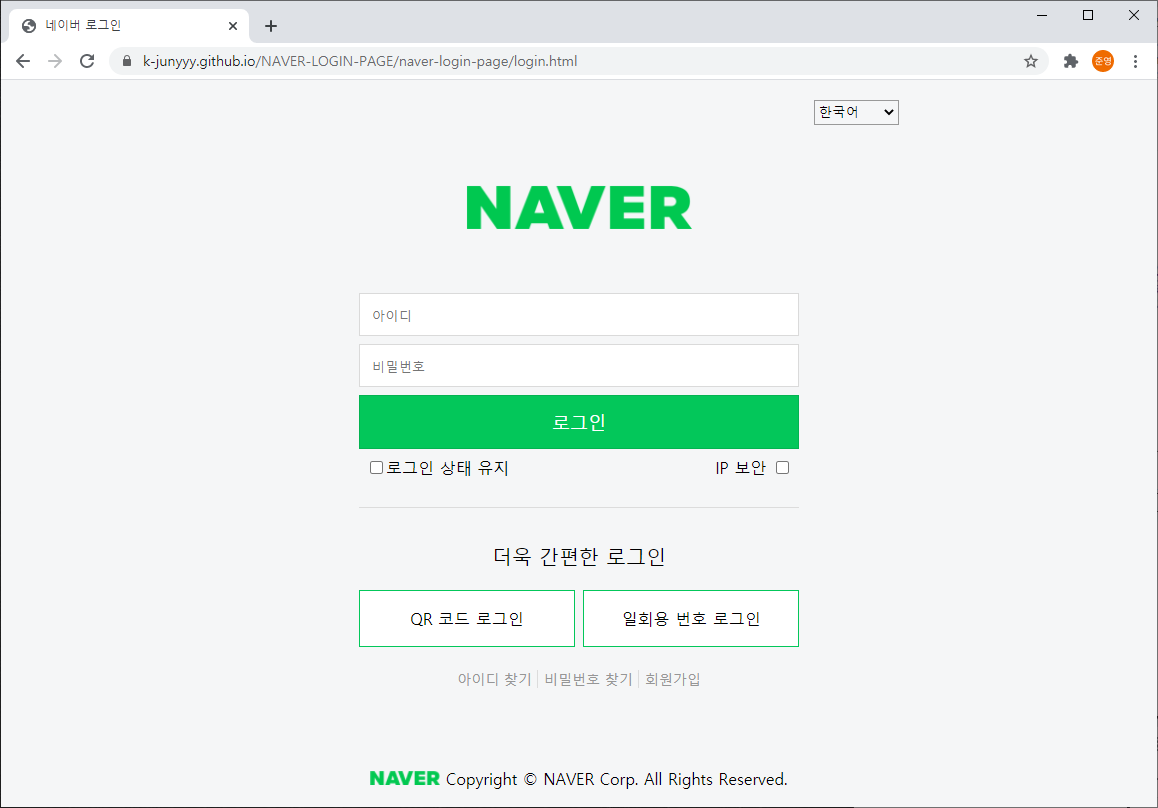 네이버 로그인
k-junyyy.github.io/NAVER-LOGIN-PAGE/naver-login-page/login.html
준영
한국어
NAVER
아이디
비밀번호
로그인
로그인 상태 유지 IP 보안
더욱 간편한 로그인
QR 코드 로그인 일회용 번호 로그인
아이디 찾기 비밀번호 찾기 회원가입
NAVER Copyright © NAVER Corp. All Rights Reserved.